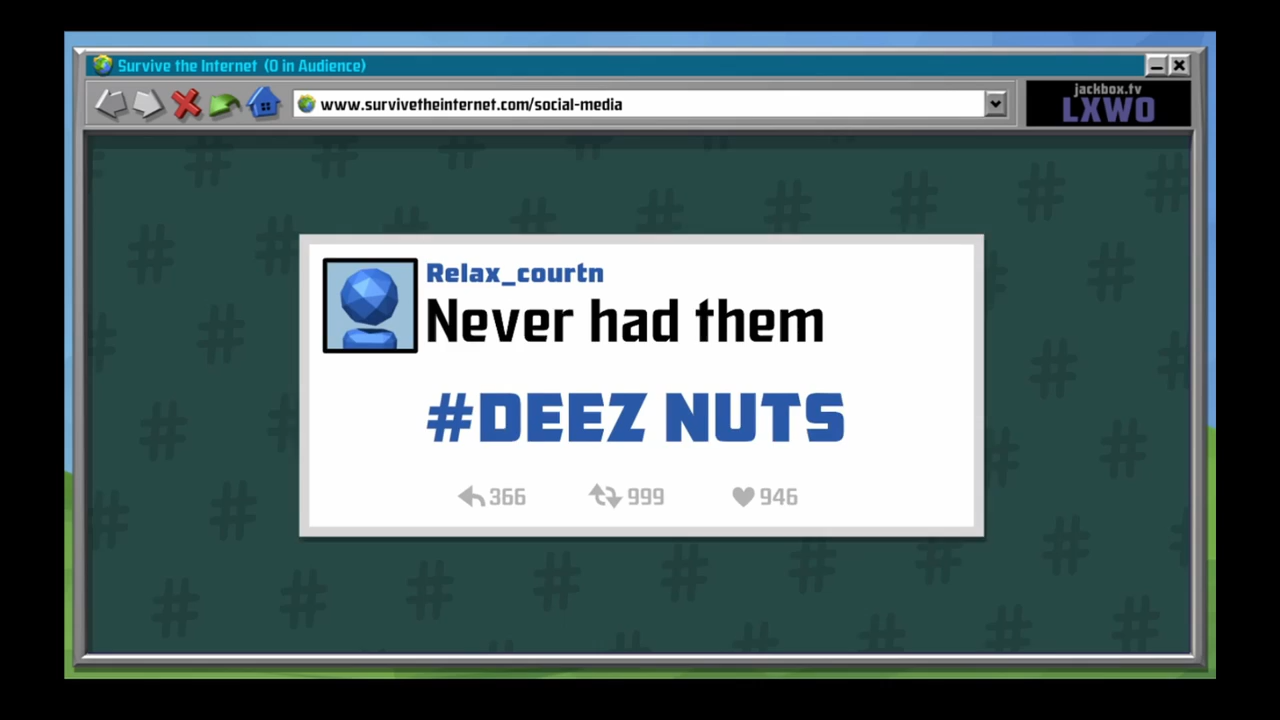 Survive the Internet (0 in Audience)
www.survivetheinternet.com/social-media
jackbox.tv
LXWO
Relax_courtn
Never had them
#DEEZ NUTS
366 999 946